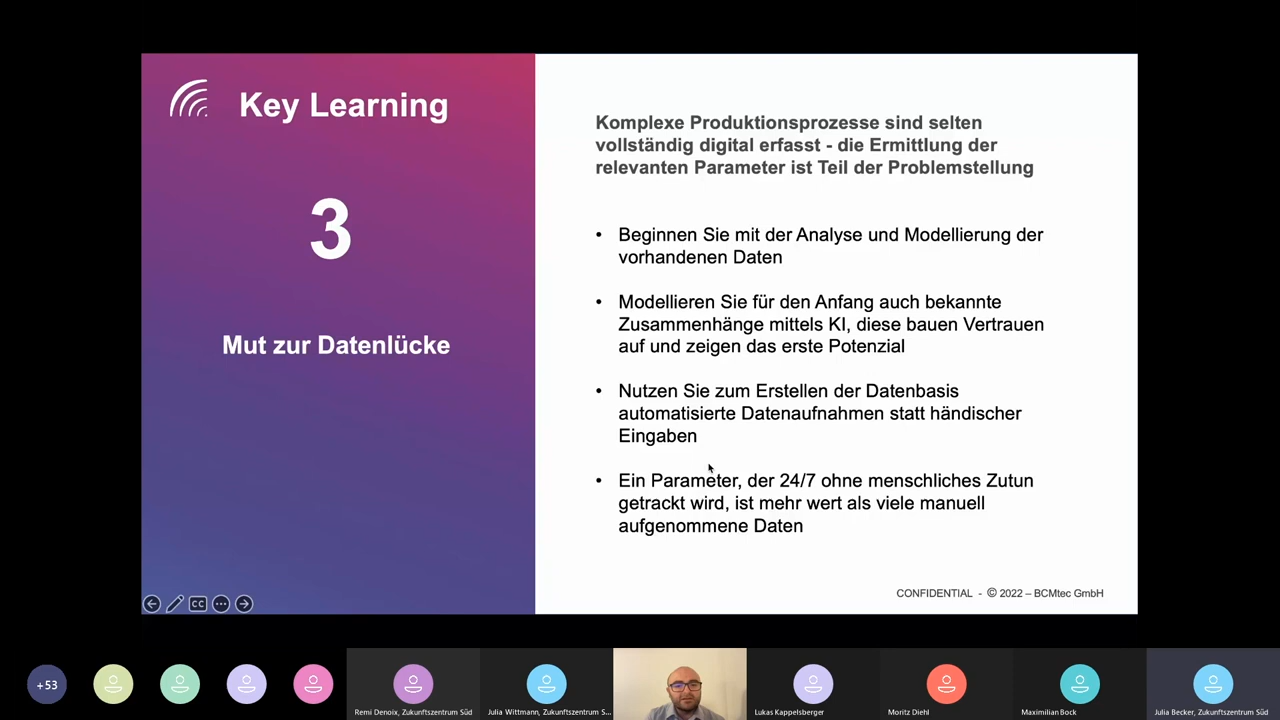 Key Learning
3
Mut zur Datenlücke
Komplexe Produktionsprozesse sind selten
vollständig digital erfasst - die Ermittlung der
relevanten Parameter ist Teil der Problemstellung
• Beginnen Sie mit der Analyse und Modellierung der
vorhandenen Daten
• Modellieren Sie für den Anfang auch bekannte
Zusammenhänge mittels KI, diese bauen Vertrauen
auf und zeigen das erste Potenzial
• Nutzen Sie zum Erstellen der Datenbasis
automatisierte Datenaufnahmen statt händischer
Eingaben
• Ein Parameter, der 24/7 ohne menschliches Zutun
getrackt wird, ist mehr wert als viele manuell
aufgenommene Daten
CONFIDENTIAL - © 2022 – BCMtec GmbH
CC
+53
Remi Denoix, Zukunftszentrum Süd
Julia Wittmann, Zukunftszentrum S...
Lukas Kappelsberger
Moritz Diehl
Maximilian Bock
Julia Becker, Zukunftszentrum Süd